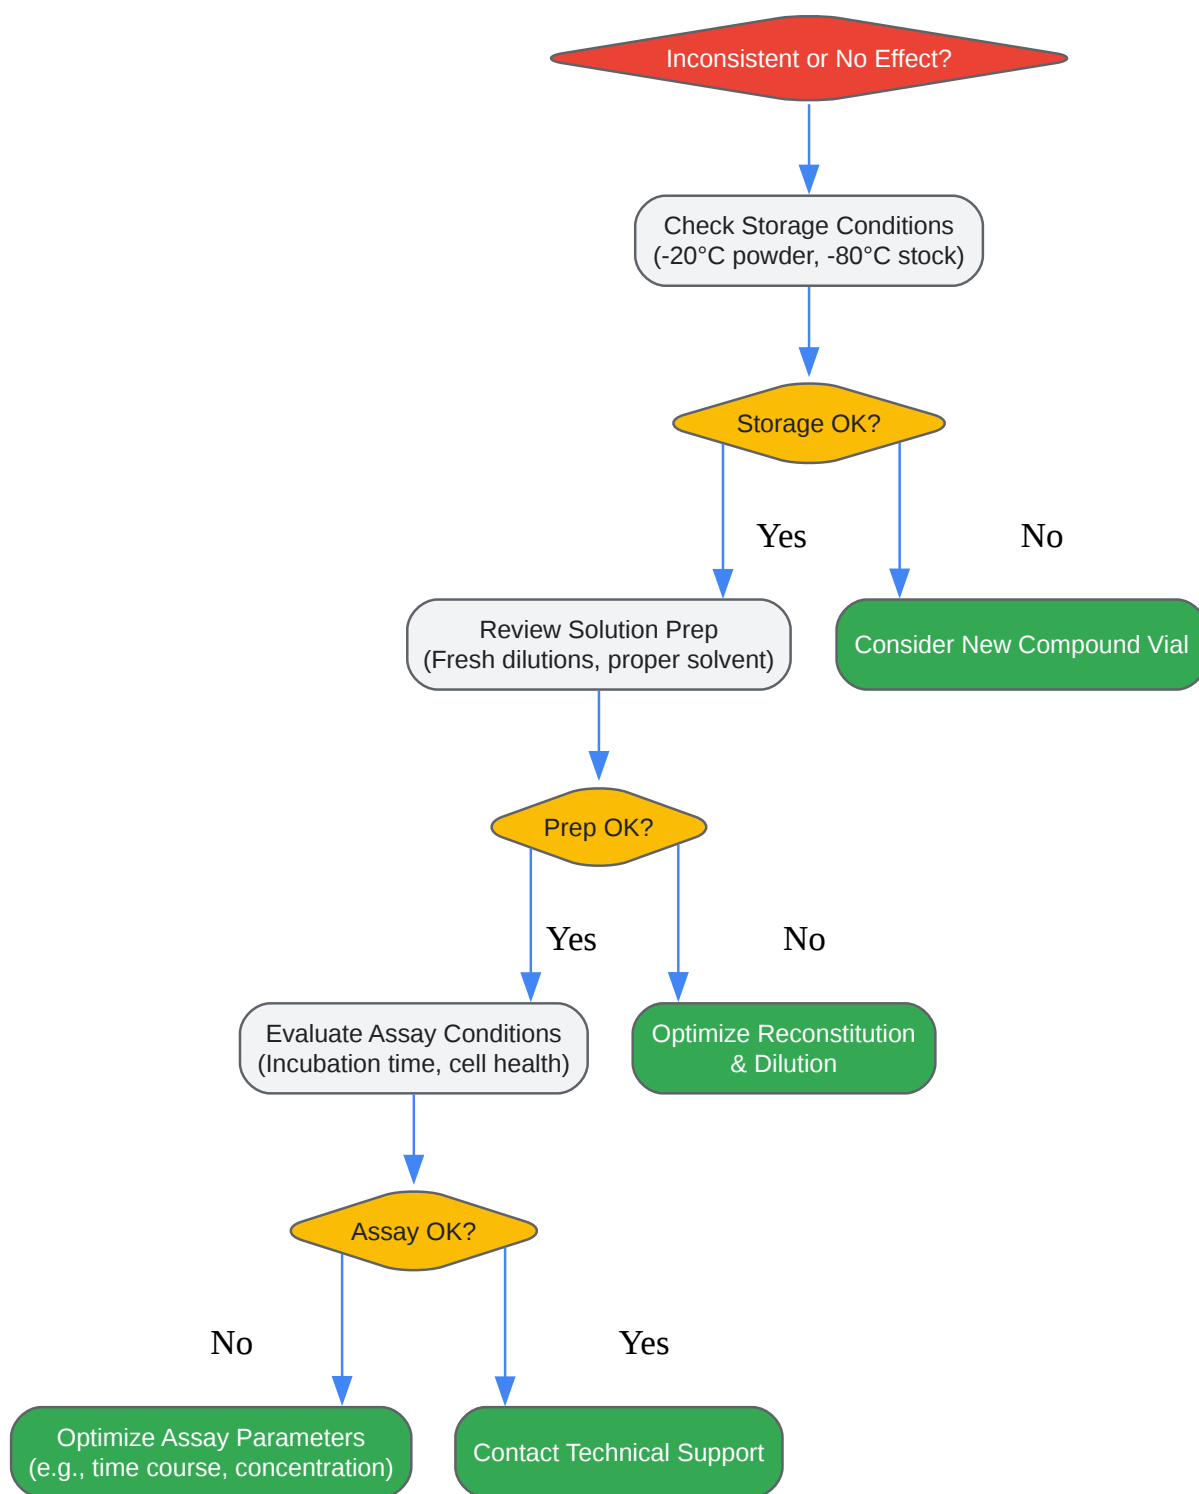 Inconsistent or No Effect?
Check Storage Conditions
(-20°C powder, -80°C stock)
Storage OK?
Yes
No
Review Solution Prep
(Fresh dilutions, proper solvent)
Consider New Compound Vial
Prep OK?
Yes
No
Evaluate Assay Conditions
(Incubation time, cell health)
Optimize Reconstitution
& Dilution
Assay OK?
No
Yes
Optimize Assay Parameters
(e.g., time course, concentration)
Contact Technical Support